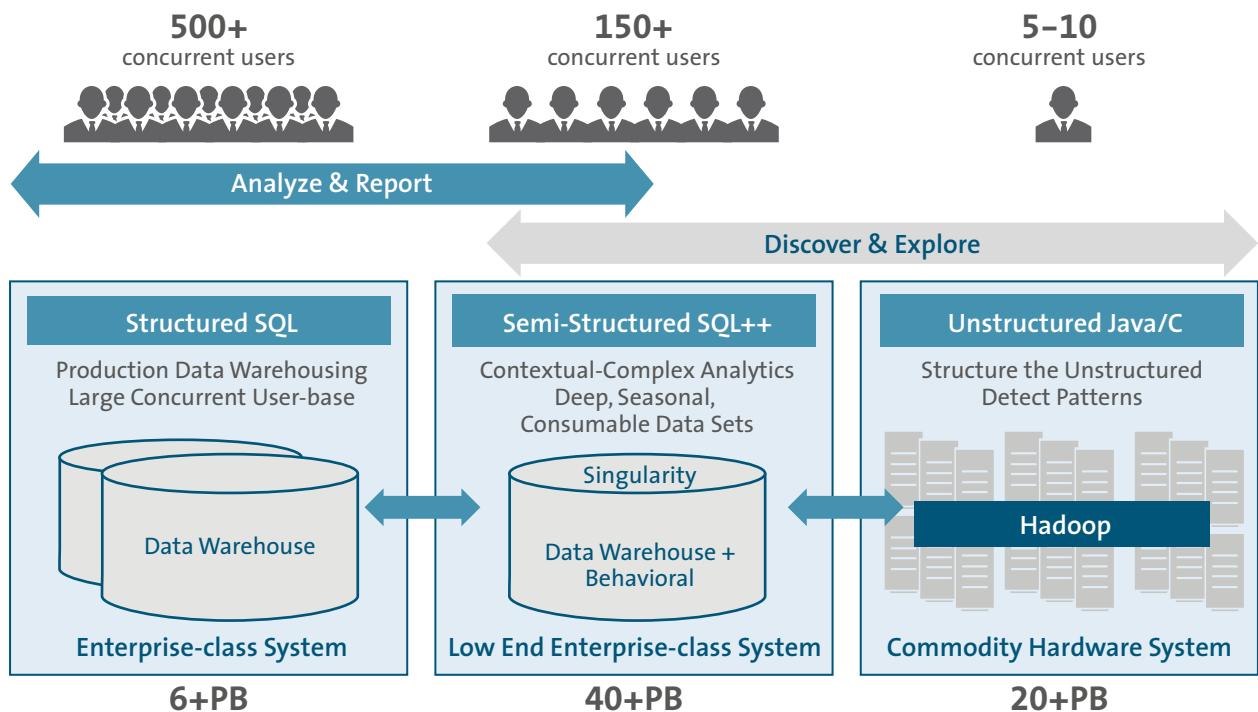 500+
concurrent users
150+
concurrent users
5–10
concurrent users
Analyze & Report
Discover & Explore
Structured SQL
Production Data Warehousing
Large Concurrent User-base
Data Warehouse
Enterprise-class System
6+PB
Semi-Structured SQL++
Contextual-Complex Analytics
Deep, Seasonal,
Consumable Data Sets
Singularity
Data Warehouse +
Behavioral
Low End Enterprise-class System
40+PB
Unstructured Java/C
Structure the Unstructured
Detect Patterns
Hadoop
Commodity Hardware System
20+PB